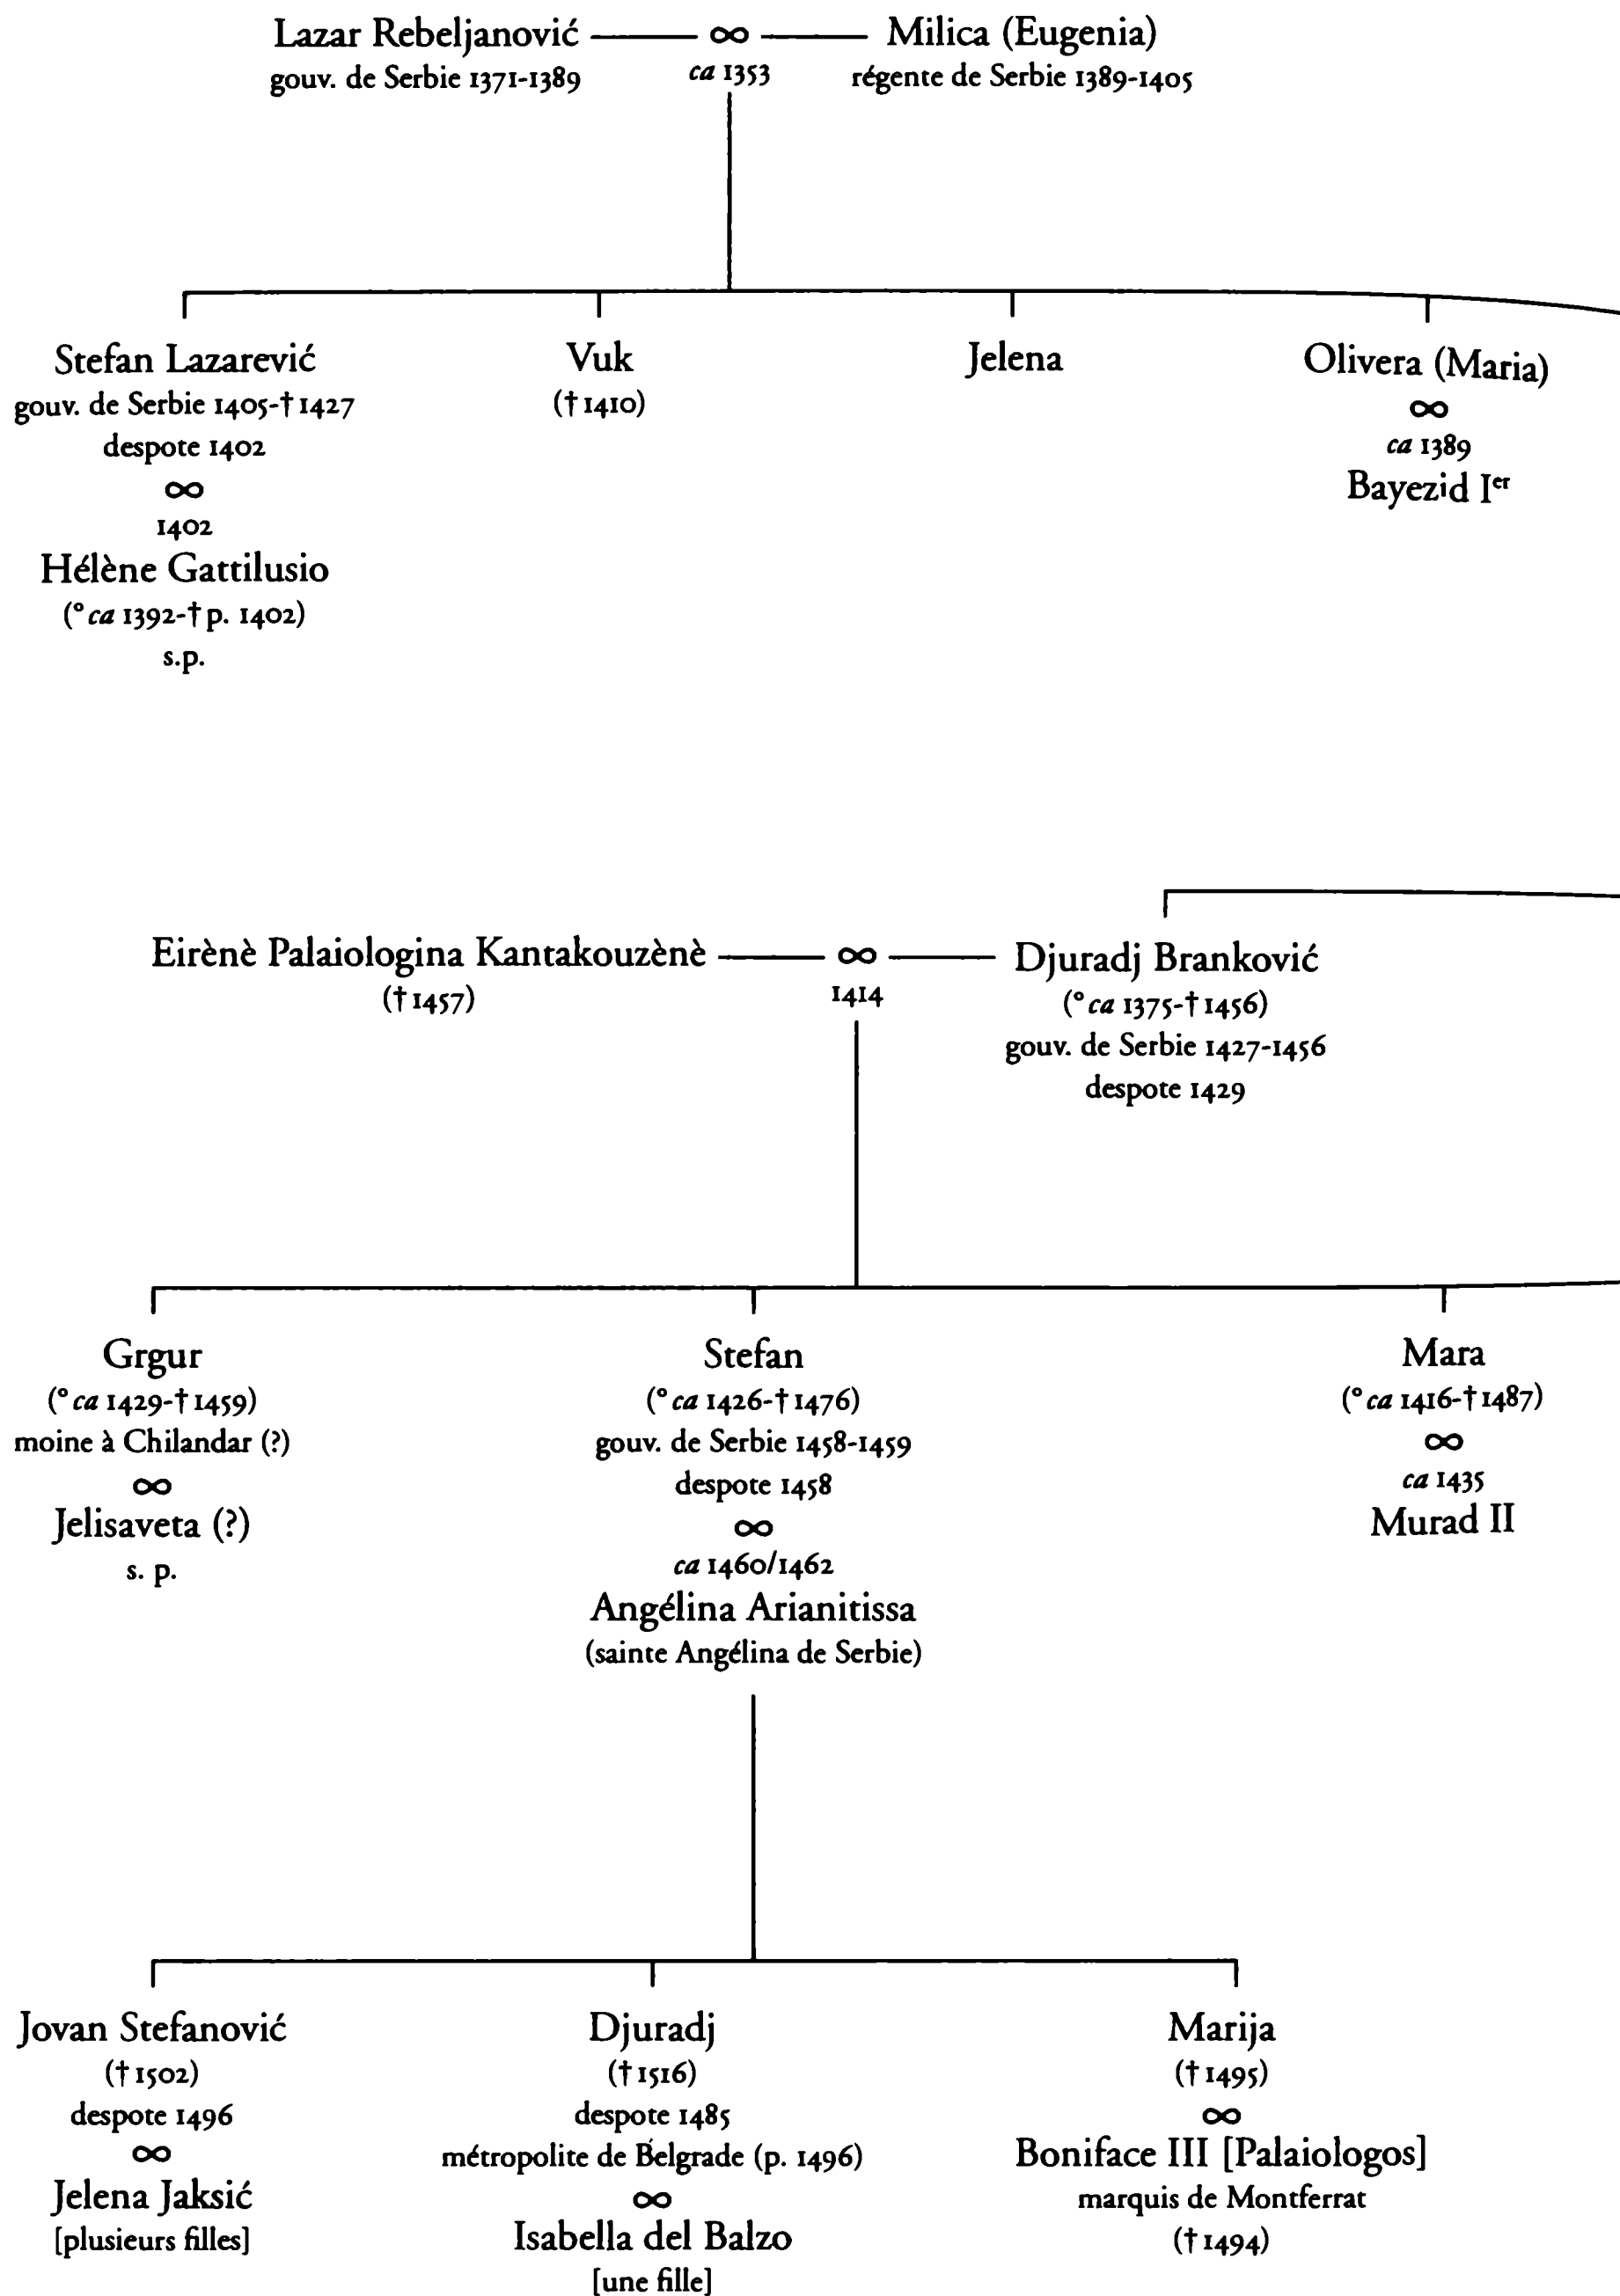 Lazar Rebeljanović ∞ Milica (Eugenia)
gouv. de Serbie 1371-1389 ca 1353 régente de Serbie 1389-1405
Stefan Lazarević
gouv. de Serbie 1405-† 1427
despote 1402
∞
1402
Hélène Gattilusio
(° ca 1392-† p. 1402)
s.p.
Vuk
(† 1410)
Jelena
Olivera (Maria)
∞
ca 1389
Bayezid Ier
Eirènè Palaiologina Kantakouzènè ∞ Djuradj Branković
(† 1457)
1414
(° ca 1375-† 1456)
gouv. de Serbie 1427-1456
despote 1429
Grgur
(° ca 1429-† 1459)
moine à Chilandar (?)
∞
Jelisaveta (?)
s. p.
Stefan
(° ca 1426-† 1476)
gouv. de Serbie 1458-1459
despote 1458
∞
ca 1460/1462
Angélina Arianitissa
(sainte Angélina de Serbie)
Mara
(° ca 1416-† 1487)
∞
ca 1435
Murad II
Jovan Stefanović
(† 1502)
despote 1496
∞
Jelena Jaksić
[plusieurs filles]
Djuradj
(† 1516)
despote 1485
métropolite de Belgrade (p. 1496)
∞
Isabella del Balzo
[une fille]
Marija
(† 1495)
∞
Boniface III [Palaiologos]
marquis de Montferrat
(† 1494)